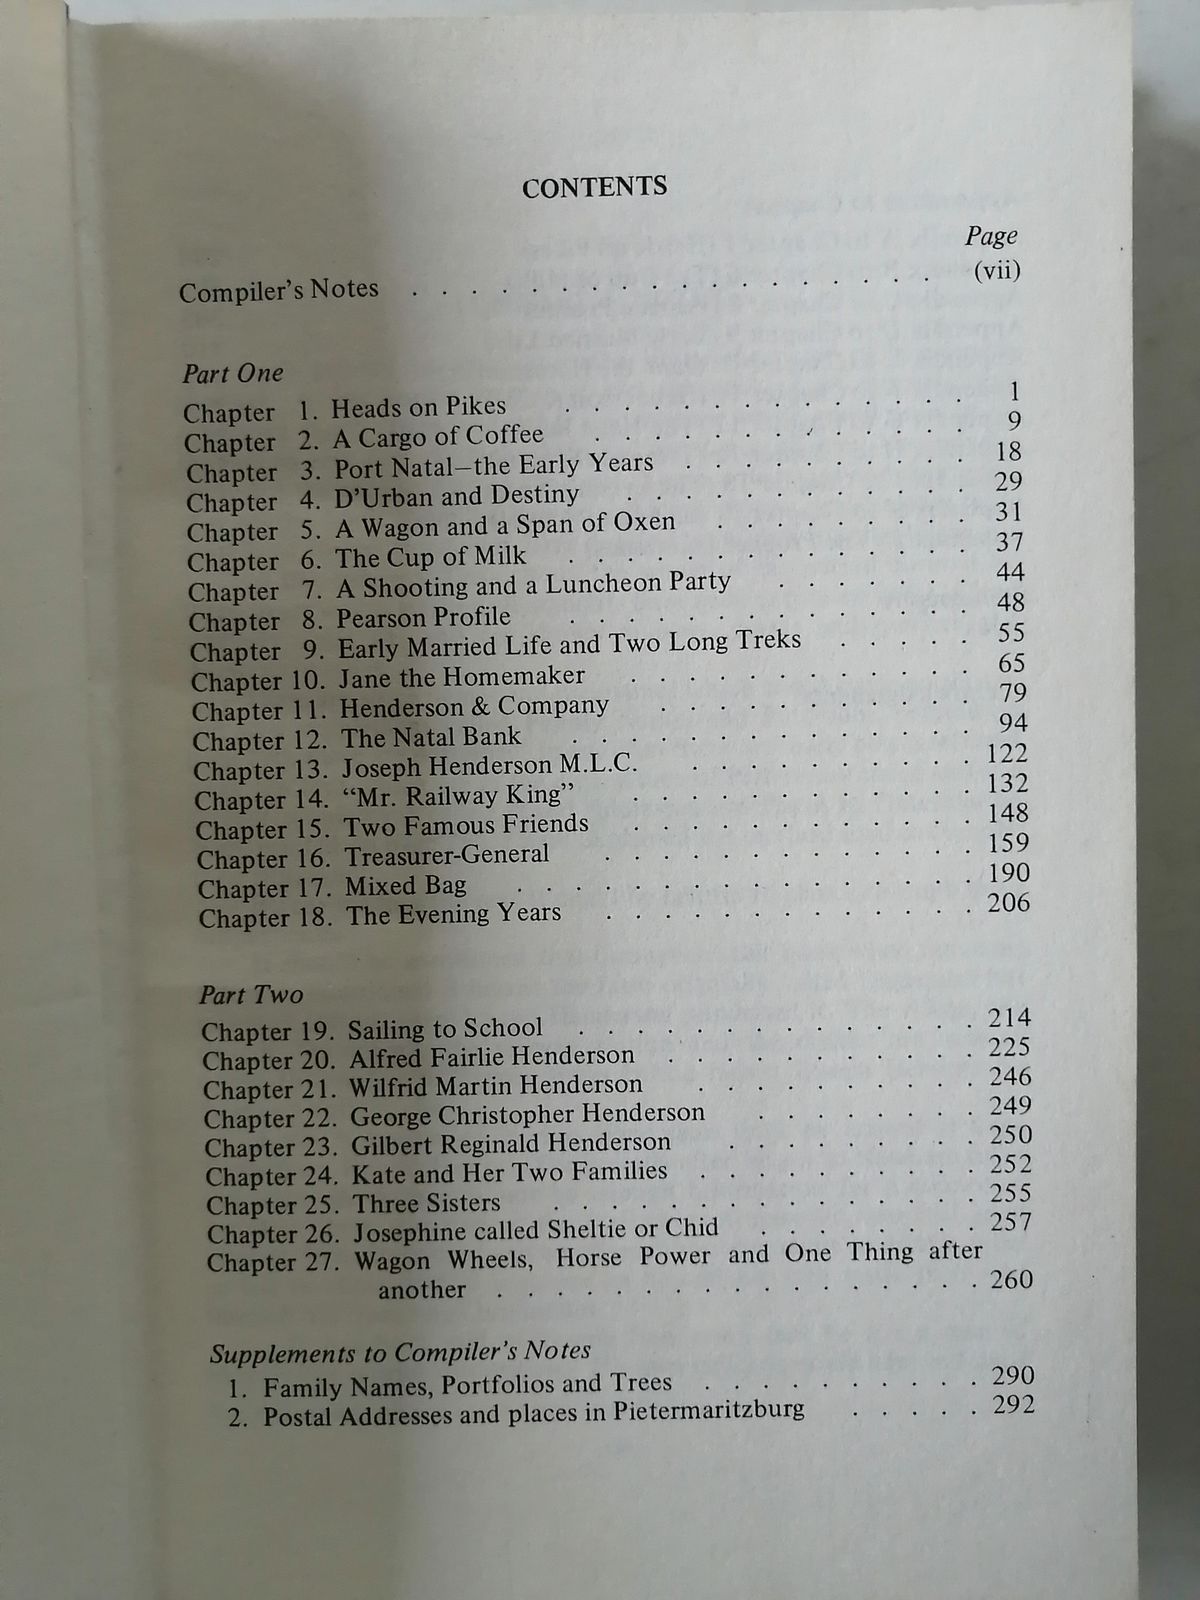 CONTENTS
Page
Compiler's Notes . . . . . . . . . . . . . . . . . . (vii)
Part One
Chapter 1. Heads on Pikes . . . . . . . . . . . . . . 1
Chapter 2. A Cargo of Coffee . . . . . . . . . . . . . 9
Chapter 3. Port Natal—the Early Years . . . . . . . . . . 18
Chapter 4. D'Urban and Destiny . . . . . . . . . . . . 29
Chapter 5. A Wagon and a Span of Oxen . . . . . . . . . 31
Chapter 6. The Cup of Milk . . . . . . . . . . . . . . 37
Chapter 7. A Shooting and a Luncheon Party . . . . . . . 44
Chapter 8. Pearson Profile . . . . . . . . . . . . . . 48
Chapter 9. Early Married Life and Two Long Treks . . . . . 55
Chapter 10. Jane the Homemaker . . . . . . . . . . . . 65
Chapter 11. Henderson & Company . . . . . . . . . . . 79
Chapter 12. The Natal Bank . . . . . . . . . . . . . . 94
Chapter 13. Joseph Henderson M.L.C. . . . . . . . . . . 122
Chapter 14. “Mr. Railway King” . . . . . . . . . . . . 132
Chapter 15. Two Famous Friends . . . . . . . . . . . . 148
Chapter 16. Treasurer-General . . . . . . . . . . . . . 159
Chapter 17. Mixed Bag . . . . . . . . . . . . . . . . 190
Chapter 18. The Evening Years . . . . . . . . . . . . . 206
Part Two
Chapter 19. Sailing to School . . . . . . . . . . . . . . 214
Chapter 20. Alfred Fairlie Henderson . . . . . . . . . . . 225
Chapter 21. Wilfrid Martin Henderson . . . . . . . . . . 246
Chapter 22. George Christopher Henderson . . . . . . . . 249
Chapter 23. Gilbert Reginald Henderson . . . . . . . . . 250
Chapter 24. Kate and Her Two Families . . . . . . . . . . 252
Chapter 25. Three Sisters . . . . . . . . . . . . . . . 255
Chapter 26. Josephine called Sheltie or Chid . . . . . . . . 257
Chapter 27. Wagon Wheels, Horse Power and One Thing after
another . . . . . . . . . . . . . . . . . 260
Supplements to Compiler's Notes
1. Family Names, Portfolios and Trees . . . . . . . . . . 290
2. Postal Addresses and places in Pietermaritzburg . . . . . 292